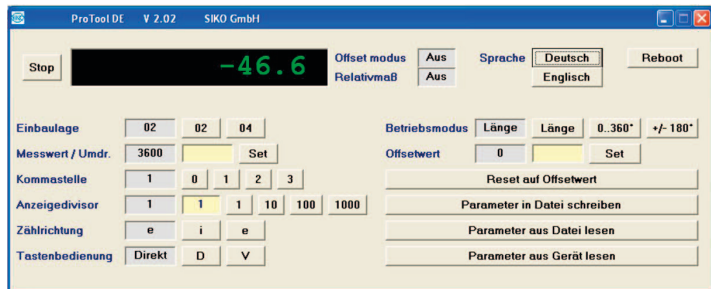 SIKO ProTool DE V 2.02 SIKO GmbH
Stop -46.6 Offset modus Aus Sprache Deutsch Reboot
Relativmaß Aus Englisch
Einbaulage 02 02 04 Betriebsmodus Länge Länge 0..360° +/- 180°
Messwert / Umdr. 3600 Set Offsetwert 0 Set
Kommastelle 1 0 1 2 3 Reset auf Offsetwert
Anzeigedivisor 1 1 1 10 100 1000 Parameter in Datei schreiben
Zählrichtung e i e Parameter aus Datei lesen
Tastenbedienung Direkt D V Parameter aus Gerät lesen